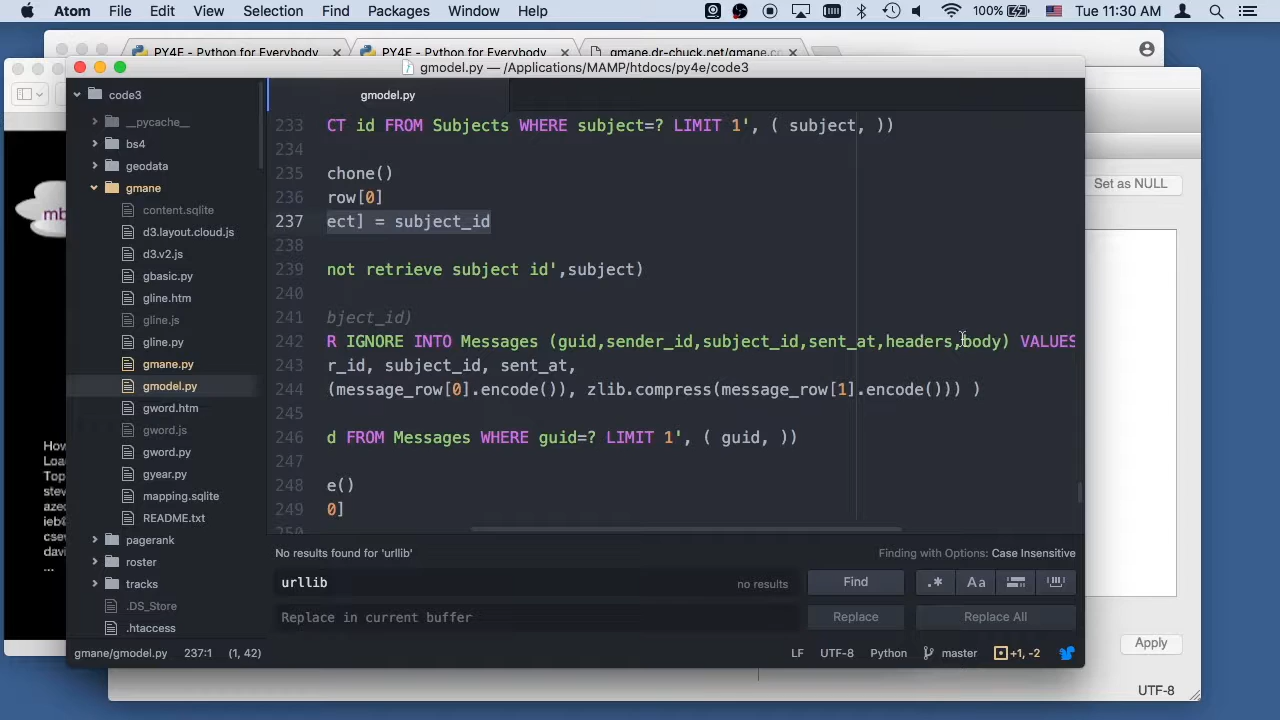 Atom File Edit View Selection Find Packages Window Help 100% Tue 11:30 AM
PY4E - Python for Everybody
PY4E - Python for Everybody
gmane.dr-chuck.net/gmane.co
gmodel.py — /Applications/MAMP/htdocs/py4e/code3
code3
__pycache__
bs4
geodata
gmane
content.sqlite
d3.layout.cloud.js
d3.v2.js
gbasic.py
gline.htm
gline.js
gline.py
gmane.py
gmodel.py
gword.htm
gword.js
gword.py
gyear.py
mapping.sqlite
README.txt
pagerank
roster
tracks
.DS_Store
.htaccess
gmodel.py
233 CT id FROM Subjects WHERE subject=? LIMIT 1', ( subject, ))
234
235 chone()
236 row[0]
237 ect] = subject_id
238
239 not retrieve subject id',subject)
240
241 bject_id)
242 R IGNORE INTO Messages (guid,sender_id,subject_id,sent_at,headers,body) VALUES
243 r_id, subject_id, sent_at,
244 (message_row[0].encode()), zlib.compress(message_row[1].encode())) )
245
246 d FROM Messages WHERE guid=? LIMIT 1', ( guid, ))
247
248 e()
249 0]
250
No results found for 'urllib' Finding with Options: Case Insensitive
urllib no results Find .* Aa
Replace in current buffer Replace Replace All
gmane/gmodel.py 237:1 (1, 42) LF UTF-8 Python master +1, -2
mb
How
Load
Top
stev
azec
ieb@
csev
davi
...
Set as NULL
Apply
UTF-8